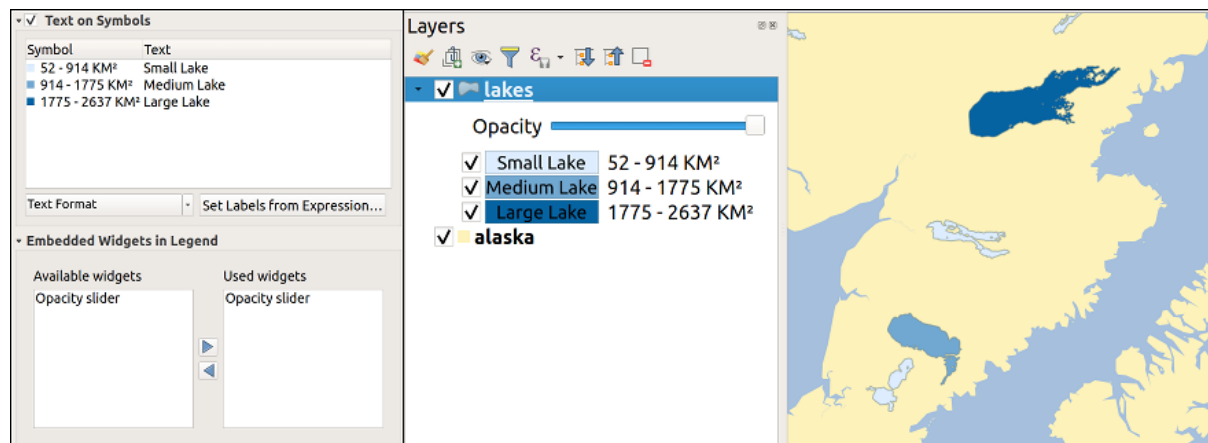 Text on Symbols
Symbol Text
52 - 914 KM² Small Lake
914 - 1775 KM² Medium Lake
1775 - 2637 KM² Large Lake
Text Format
Set Labels from Expression...
Embedded Widgets in Legend
Available widgets
Opacity slider
Used widgets
Opacity slider
Layers
lakes
Opacity
Small Lake 52 - 914 KM²
Medium Lake 914 - 1775 KM²
Large Lake 1775 - 2637 KM²
alaska